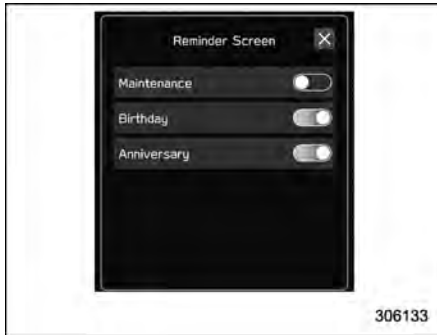 Reminder Screen
Maintenance
Birthday
Anniversary
306133